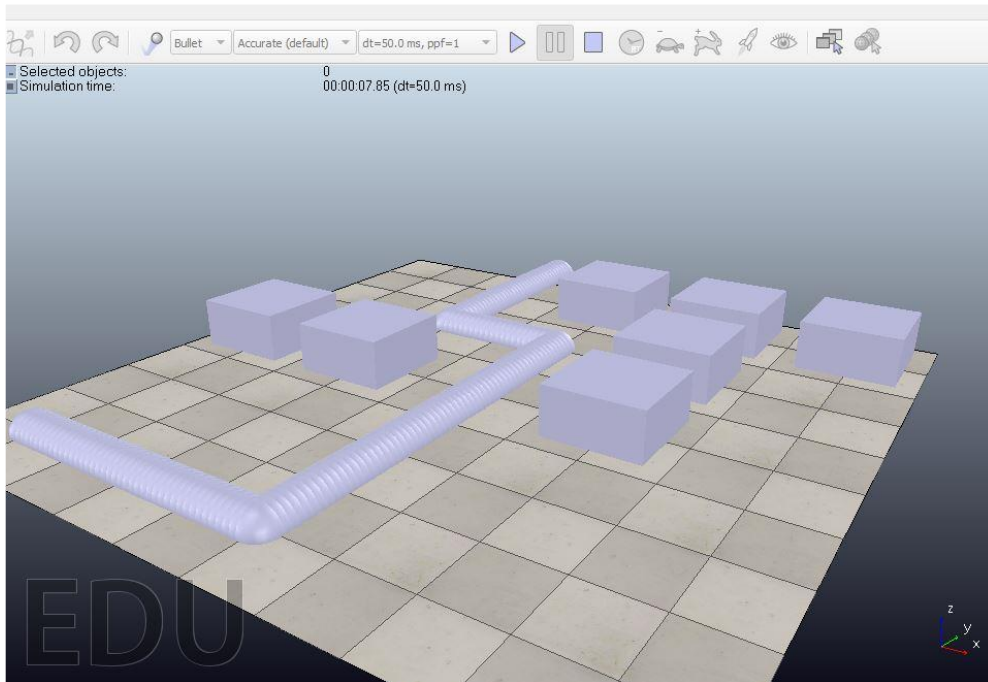 Bullet Accurate (default) dt=50.0 ms, ppf=1
Selected objects: 0
Simulation time: 00:00:07.85 (dt=50.0 ms)
EDU
z
y
x